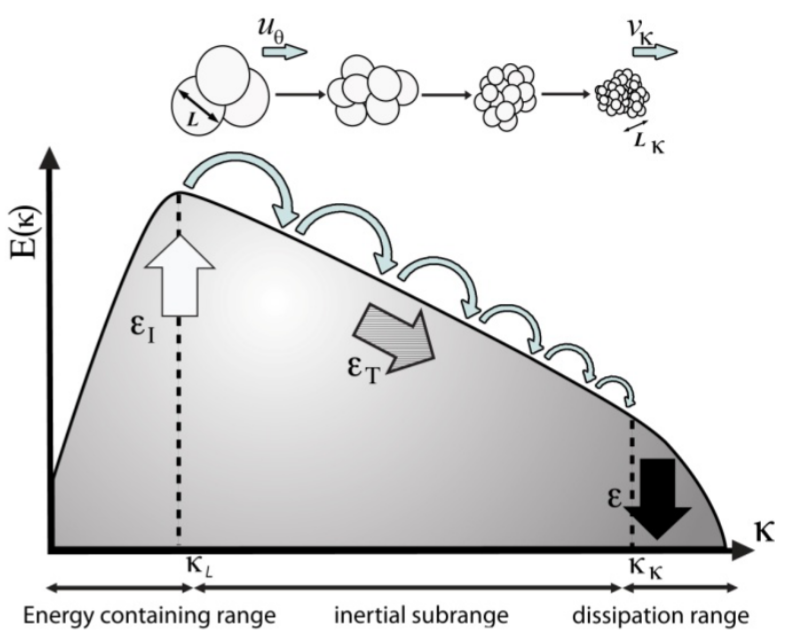 u_θ
v_κ
L
L_κ
E(κ)
ε_I
ε_T
ε
κ
κ_L
κ_κ
Energy containing range
inertial subrange
dissipation range